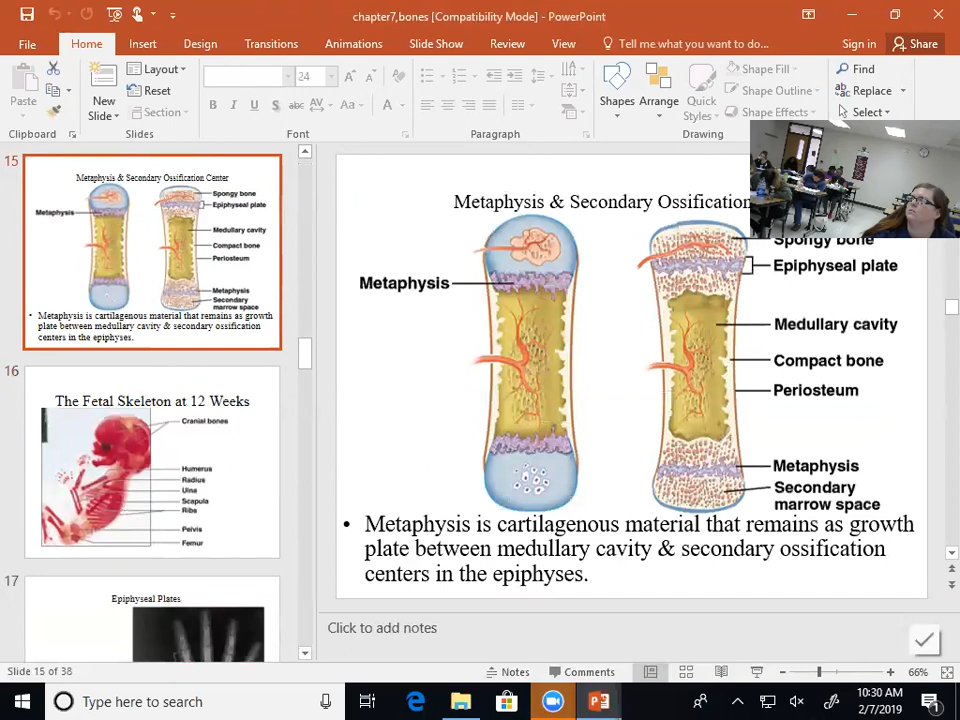 chapter7,bones [Compatibility Mode] - PowerPoint
File
Home
Insert
Design
Transitions
Animations
Slide Show
Review
View
Tell me what you want to do...
Sign in
Share
Paste
Clipboard
New
Slide
Layout
Reset
Section
Slides
24
B
I
U
S
abc
AV
Aa
A
Font
Paragraph
Shapes
Arrange
Quick
Styles
Shape Fill
Shape Outline
Shape Effects
Drawing
Find
Replace
Select
15
Metaphysis & Secondary Ossification Center
Metaphysis
Spongy bone
Epiphyseal plate
Medullary cavity
Compact bone
Periosteum
Metaphysis
Secondary
marrow space
• Metaphysis is cartilagenous material that remains as growth
plate between medullary cavity & secondary ossification
centers in the epiphyses.
16
The Fetal Skeleton at 12 Weeks
Cranial bones
Humerus
Radius
Ulna
Scapula
Ribs
Pelvis
Femur
17
Epiphyseal Plates
Metaphysis & Secondary Ossification
Metaphysis
Spongy bone
Epiphyseal plate
Medullary cavity
Compact bone
Periosteum
Metaphysis
Secondary
marrow space
• Metaphysis is cartilagenous material that remains as growth
plate between medullary cavity & secondary ossification
centers in the epiphyses.
Click to add notes
Slide 15 of 38
Notes
Comments
66%
Type here to search
10:30 AM
2/7/2019
1